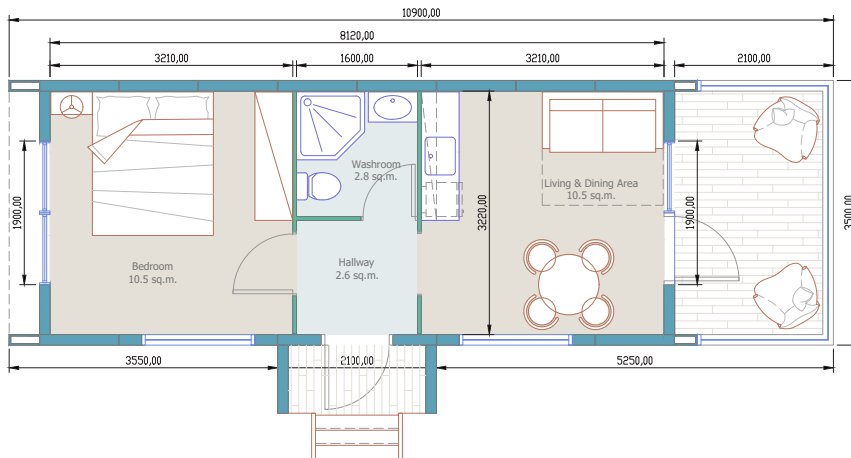 10900,00
8120,00
3210,00
1600,00
3210,00
2100,00
Washroom
2.8 sq.m.
Living & Dining Area
10.5 sq.m.
1900,00
3220,00
1900,00
3500,00
Bedroom
10.5 sq.m.
Hallway
2.6 sq.m.
3550,00
2100,00
5250,00